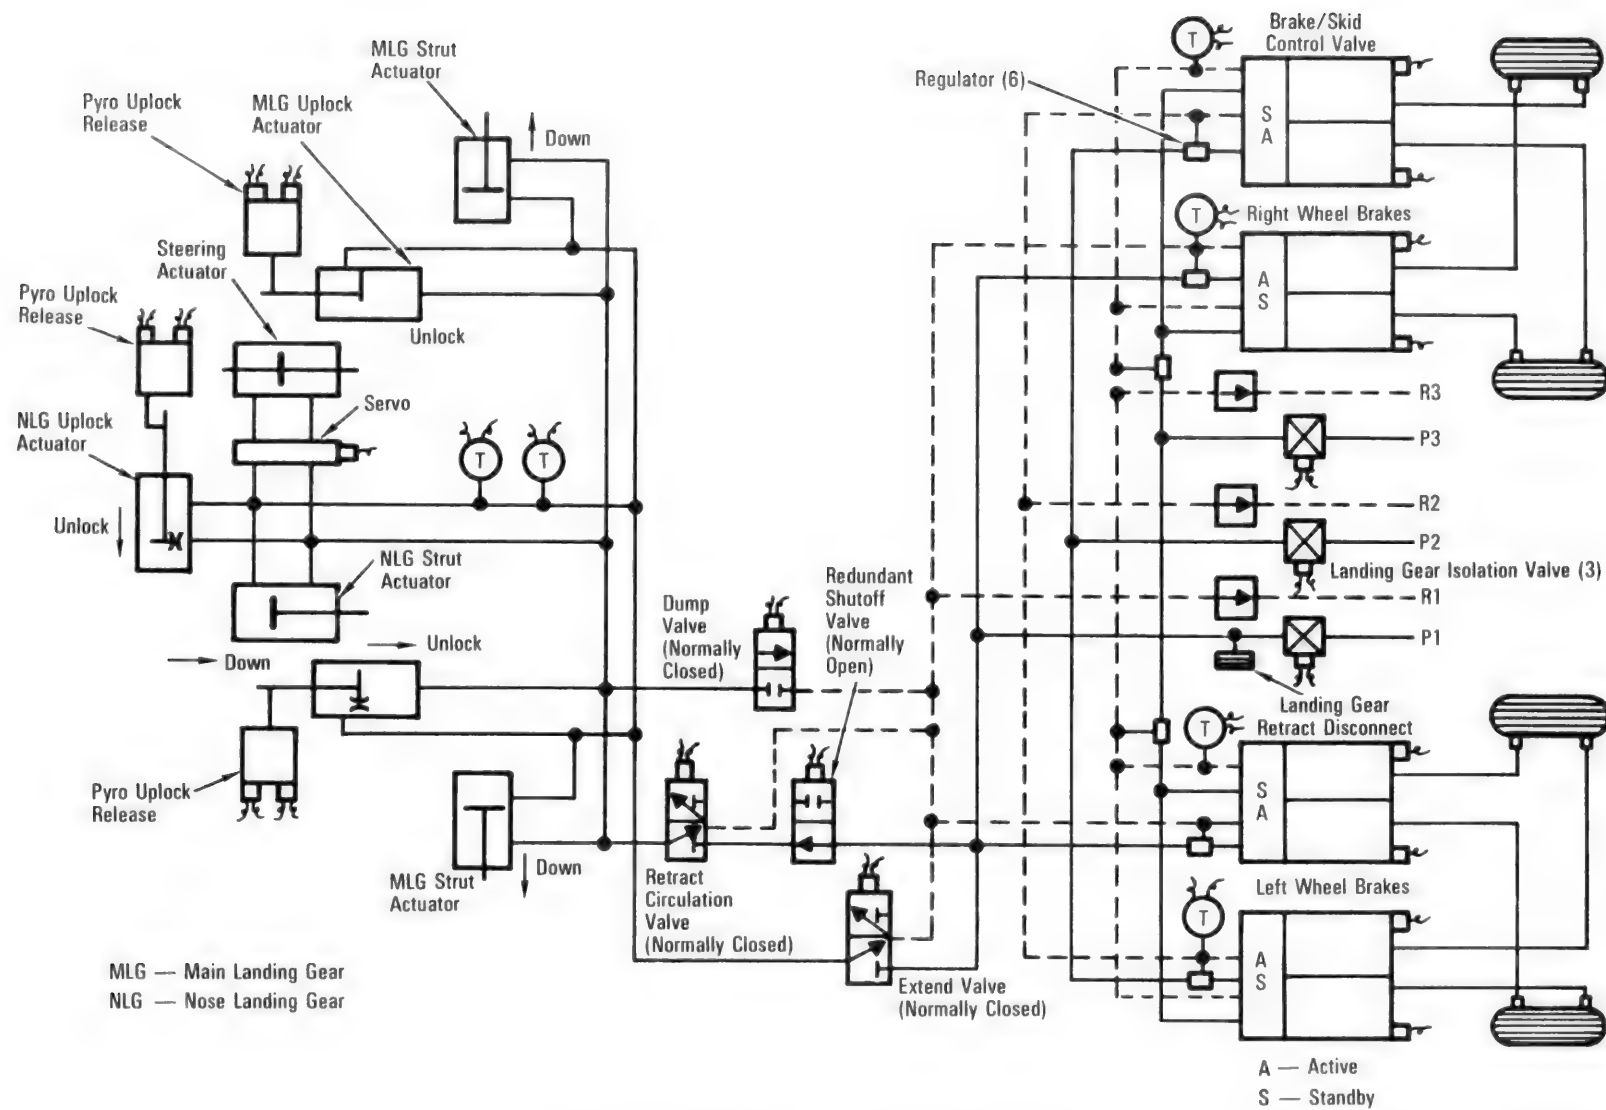 MLG Strut
Actuator
Pyro Uplock
Release
MLG Uplock
Actuator
Down
Steering
Actuator
Pyro Uplock
Release
Unlock
NLG Uplock
Actuator
Servo
T
T
Unlock
NLG Strut
Actuator
Unlock
Down
Pyro Uplock
Release
MLG Strut
Actuator
Down
Dump
Valve
(Normally
Closed)
Redundant
Shutoff
Valve
(Normally
Open)
Retract
Circulation
Valve
(Normally Closed)
Extend Valve
(Normally Closed)
MLG — Main Landing Gear
NLG — Nose Landing Gear
T
Brake/Skid
Control Valve
Regulator (6)
S
A
T
Right Wheel Brakes
A
S
R3
P3
R2
P2
Landing Gear Isolation Valve (3)
R1
P1
Landing Gear
Retract Disconnect
T
S
A
Left Wheel Brakes
T
A
S
A — Active
S — Standby